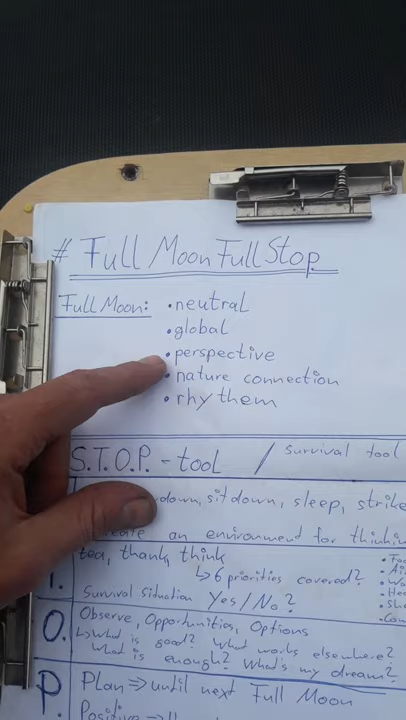 # Full Moon Full Stop
Full Moon:
• neutral
• global
• perspective
• nature connection
• rhythem
S.T.O.P. - tool / survival tool
down, sit down, sleep, strike
an environment for
tea, thank, think
↳ 6 priorities covered?
Survival situation Yes/No?
O. Observe, Opportunities, Options
↳ What is good? What works elsewhere?
What is enough? What's my dream?
P. Plan ⇒ until next Full Moon